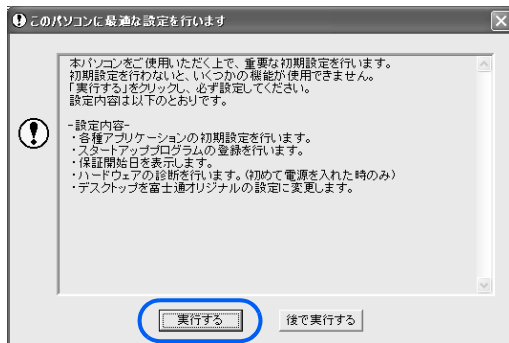 このパソコンに最適な設定を行います
本パソコンをご使用いただく上で、重要な初期設定を行います。
初期設定を行わないと、いくつかの機能が使用できません。
「実行する」をクリックし、必ず設定してください。
設定内容は以下のとおりです。
-設定内容-
・各種アプリケーションの初期設定を行います。
・スタートアッププログラムの登録を行います。
・保証開始日を表示します。
・ハードウェアの診断を行います。(初めて電源を入れた時のみ)
・デスクトップを富士通オリジナルの設定に変更します。
実行する 後で実行する